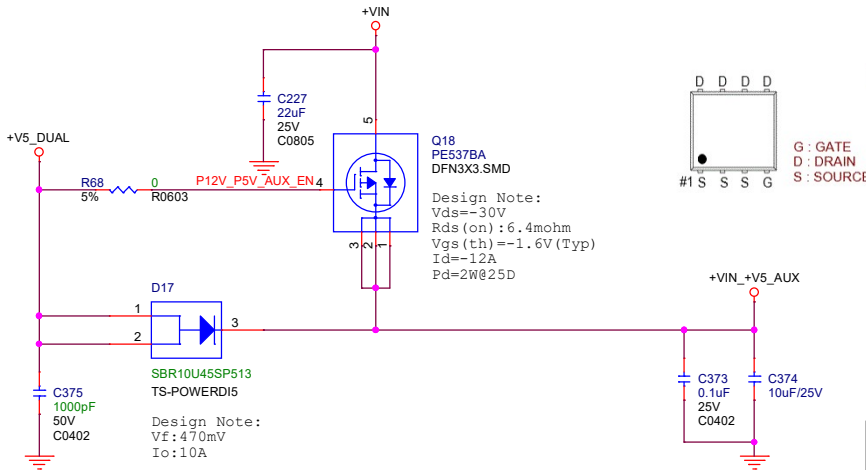 +VIN
C227
22uF
25V
C0805
5
Q18
PE537BA
DFN3X3.SMD
D D D D
#1 S S S G
G : GATE
D : DRAIN
S : SOURCE
+V5_DUAL
R68
5%
0
R0603
P12V_P5V_AUX_EN
4
Design Note:
Vds=-30V
Rds(on):6.4mohm
Vgs(th)=-1.6V(Typ)
Id=-12A
Pd=2W@25D
3
2
1
+VIN_+V5_AUX
D17
1
2
3
SBR10U45SP513
TS-POWERDI5
C375
1000pF
50V
C0402
Design Note:
Vf:470mV
Io:10A
C373
0.1uF
25V
C0402
C374
10uF/25V